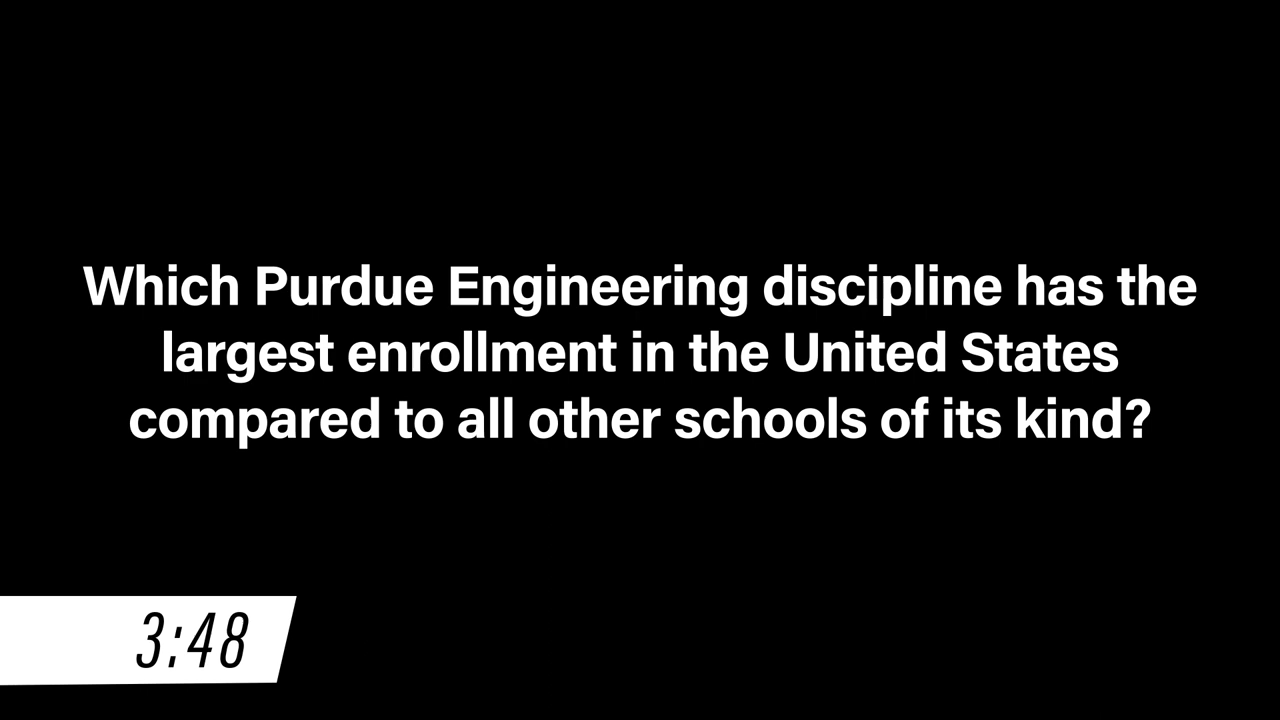 Which Purdue Engineering discipline has the
largest enrollment in the United States
compared to all other schools of its kind?
3:48